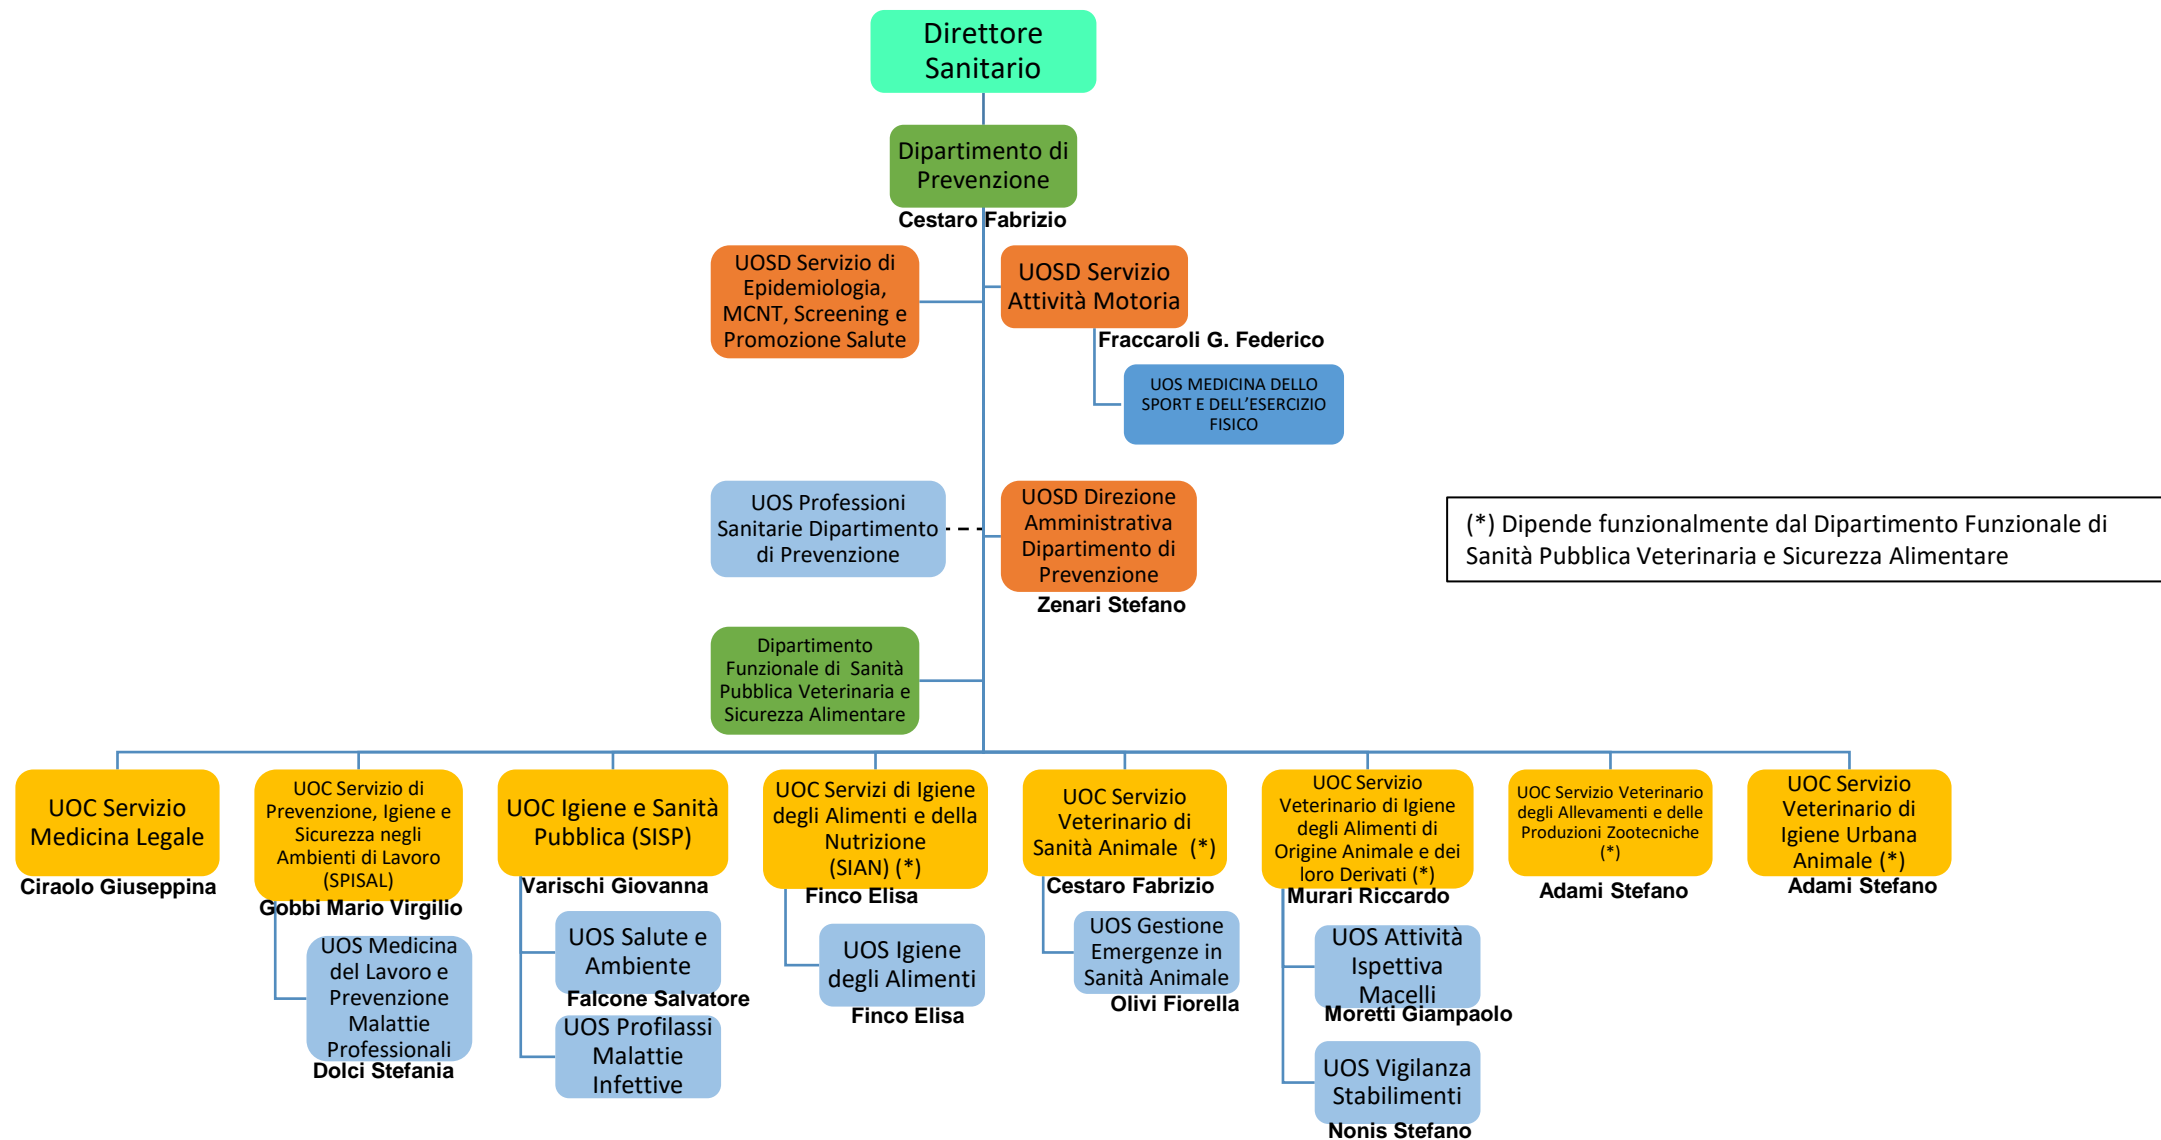 Direttore
Sanitario
Dipartimento di
Prevenzione
Cestaro Fabrizio
UOSD Servizio di
Epidemiologia,
MCNT, Screening e
Promozione Salute
UOSD Servizio
Attività Motoria
Fraccaroli G. Federico
UOS MEDICINA DELLO
SPORT E DELL’ESERCIZIO
FISICO
UOS Professioni
Sanitarie Dipartimento
di Prevenzione
UOSD Direzione
Amministrativa
Dipartimento di
Prevenzione
Zenari Stefano
(*) Dipende funzionalmente dal Dipartimento Funzionale di
Sanità Pubblica Veterinaria e Sicurezza Alimentare
Dipartimento
Funzionale di Sanità
Pubblica Veterinaria e
Sicurezza Alimentare
UOC Servizio
Medicina Legale
Ciraolo Giuseppina
UOC Servizio di
Prevenzione, Igiene e
Sicurezza negli
Ambienti di Lavoro
(SPISAL)
Gobbi Mario Virgilio
UOS Medicina
del Lavoro e
Prevenzione
Malattie
Professionali
Dolci Stefania
UOC Igiene e Sanità
Pubblica (SISP)
Varischi Giovanna
UOS Salute e
Ambiente
Falcone Salvatore
UOS Profilassi
Malattie
Infettive
UOC Servizi di Igiene
degli Alimenti e della
Nutrizione
(SIAN) (*)
Finco Elisa
UOS Igiene
degli Alimenti
Finco Elisa
UOC Servizio
Veterinario di
Sanità Animale (*)
Cestaro Fabrizio
UOS Gestione
Emergenze in
Sanità Animale
Olivi Fiorella
UOC Servizio
Veterinario di Igiene
degli Alimenti di
Origine Animale e dei
loro Derivati (*)
Murari Riccardo
UOS Attività
Ispettiva
Macelli
Moretti Giampaolo
UOS Vigilanza
Stabilimenti
Nonis Stefano
UOC Servizio Veterinario
degli Allevamenti e delle
Produzioni Zootecniche
(*)
Adami Stefano
UOC Servizio
Veterinario di
Igiene Urbana
Animale (*)
Adami Stefano